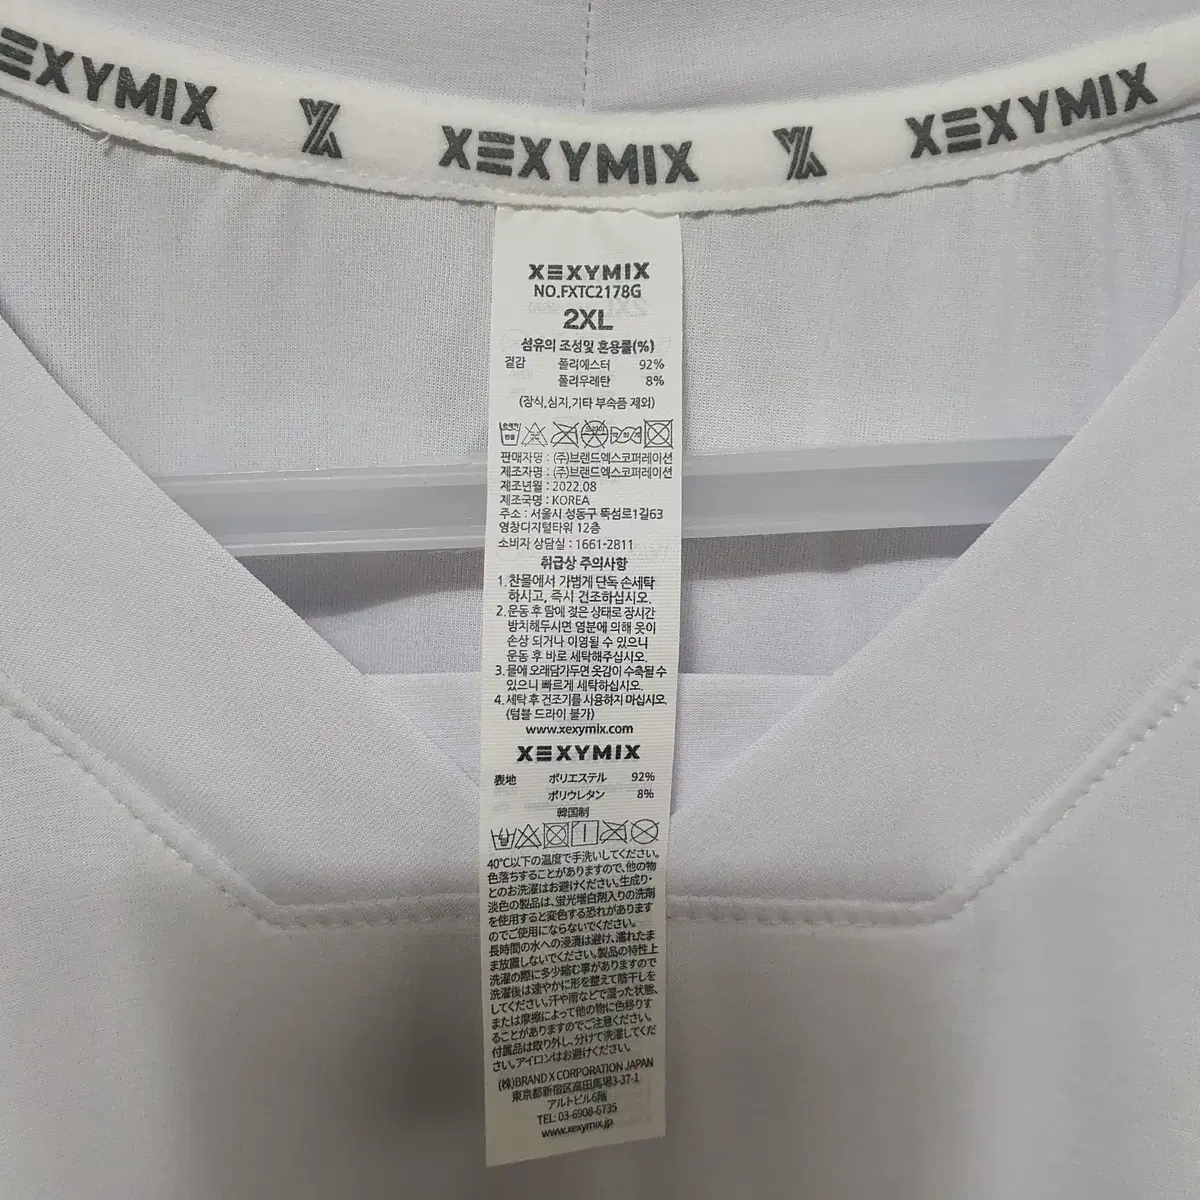 XEXYMIX XEXYMIX XEXYMIX
XEXYMIX
NO.FXTC2178G
2XL
섬유의 조성및 혼용률(%)
겉감 폴리에스터 92%
폴리우레탄 8%
(장식,심지,기타 부속품 제외)
판매자명 : (주)브랜드엑스코퍼레이션
제조자명 : (주)브랜드엑스코퍼레이션
제조년월 : 2022.08
제조국명 : KOREA
주소 : 서울시 성동구 뚝섬로1길63
영창디지털타워 12층
소비자 상담실 : 1661-2811
취급상 주의사항
1. 찬물에서 가볍게 단독 손세탁
하시고, 즉시 건조하십시오.
2. 운동 후 땀에 젖은 상태로 장시간
방치해두시면 염분에 의해 옷이
손상 되거나 이염될 수 있으니
운동 후 바로 세탁해주십시오.
3. 물에 오래담가두면 옷감이 수축될 수
있으니 빠르게 세탁하십시오.
4. 세탁 후 건조기를 사용하지 마십시오.
(텀블 드라이 불가)
www.xexymix.com
XEXYMIX
表地 ポリエステル 92%
ポリウレタン 8%
韓国制
40℃以下の温度で手洗いしてください。
色落ちすることがありますので、他の物
とのお洗濯はお避けください。生成り・
淡色の製品は、蛍光増白剤入りの洗剤
を使用すると変色する恐れがあります
のでご使用にならないでください。
長時間の水への浸漬は避け、濡れたま
ま放置しないでください。製品の特性上
洗濯の際に多少縮む事がありますので
洗濯後は速やかに形を整えて陰干しを
してください。汗や雨などで湿った状態、
または摩擦によって他の物に色移りす
ることがありますのでご注意ください。
付属品は取り外し、分けて洗濯してくだ
さい。アイロンはお避けください。
(株)BRAND X CORPORATION JAPAN
東京都新宿区高田馬場3-37-1
アルトビル6階
TEL: 03-6908-6735
www.xexymix.jp